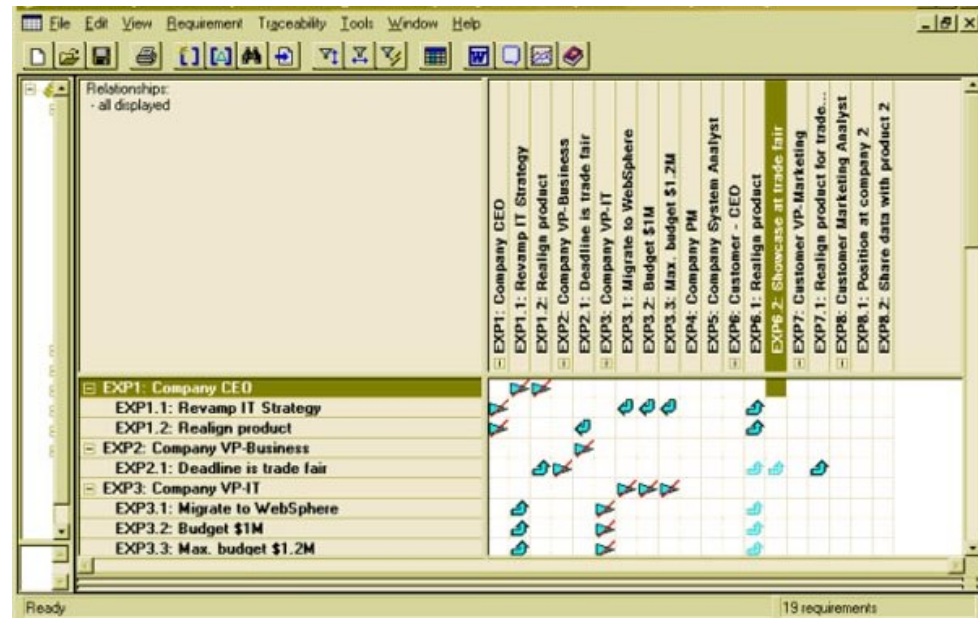 File Edit View Requirement Traceability Tools Window Help
Relationships:
- all displayed
EXP1: Company CEO
EXP1.1: Revamp IT Strategy
EXP1.2: Realign product
EXP2: Company VP-Business
EXP2.1: Deadline is trade fair
EXP3: Company VP-IT
EXP3.1: Migrate to WebSphere
EXP3.2: Budget $1M
EXP3.3: Max. budget $1.2M
EXP4: Company PM
EXP5: Company System Analyst
EXP6: Customer - CEO
EXP6.1: Realign product
EXP6.2: Showcase at trade fair
EXP7: Customer VP-Marketing
EXP7.1: Realign product for trade...
EXP8: Customer Marketing Analyst
EXP8.1: Position at company 2
EXP8.2: Share data with product 2
EXP1: Company CEO
EXP1.1: Revamp IT Strategy
EXP1.2: Realign product
EXP2: Company VP-Business
EXP2.1: Deadline is trade fair
EXP3: Company VP-IT
EXP3.1: Migrate to WebSphere
EXP3.2: Budget $1M
EXP3.3: Max. budget $1.2M
Ready 19 requirements